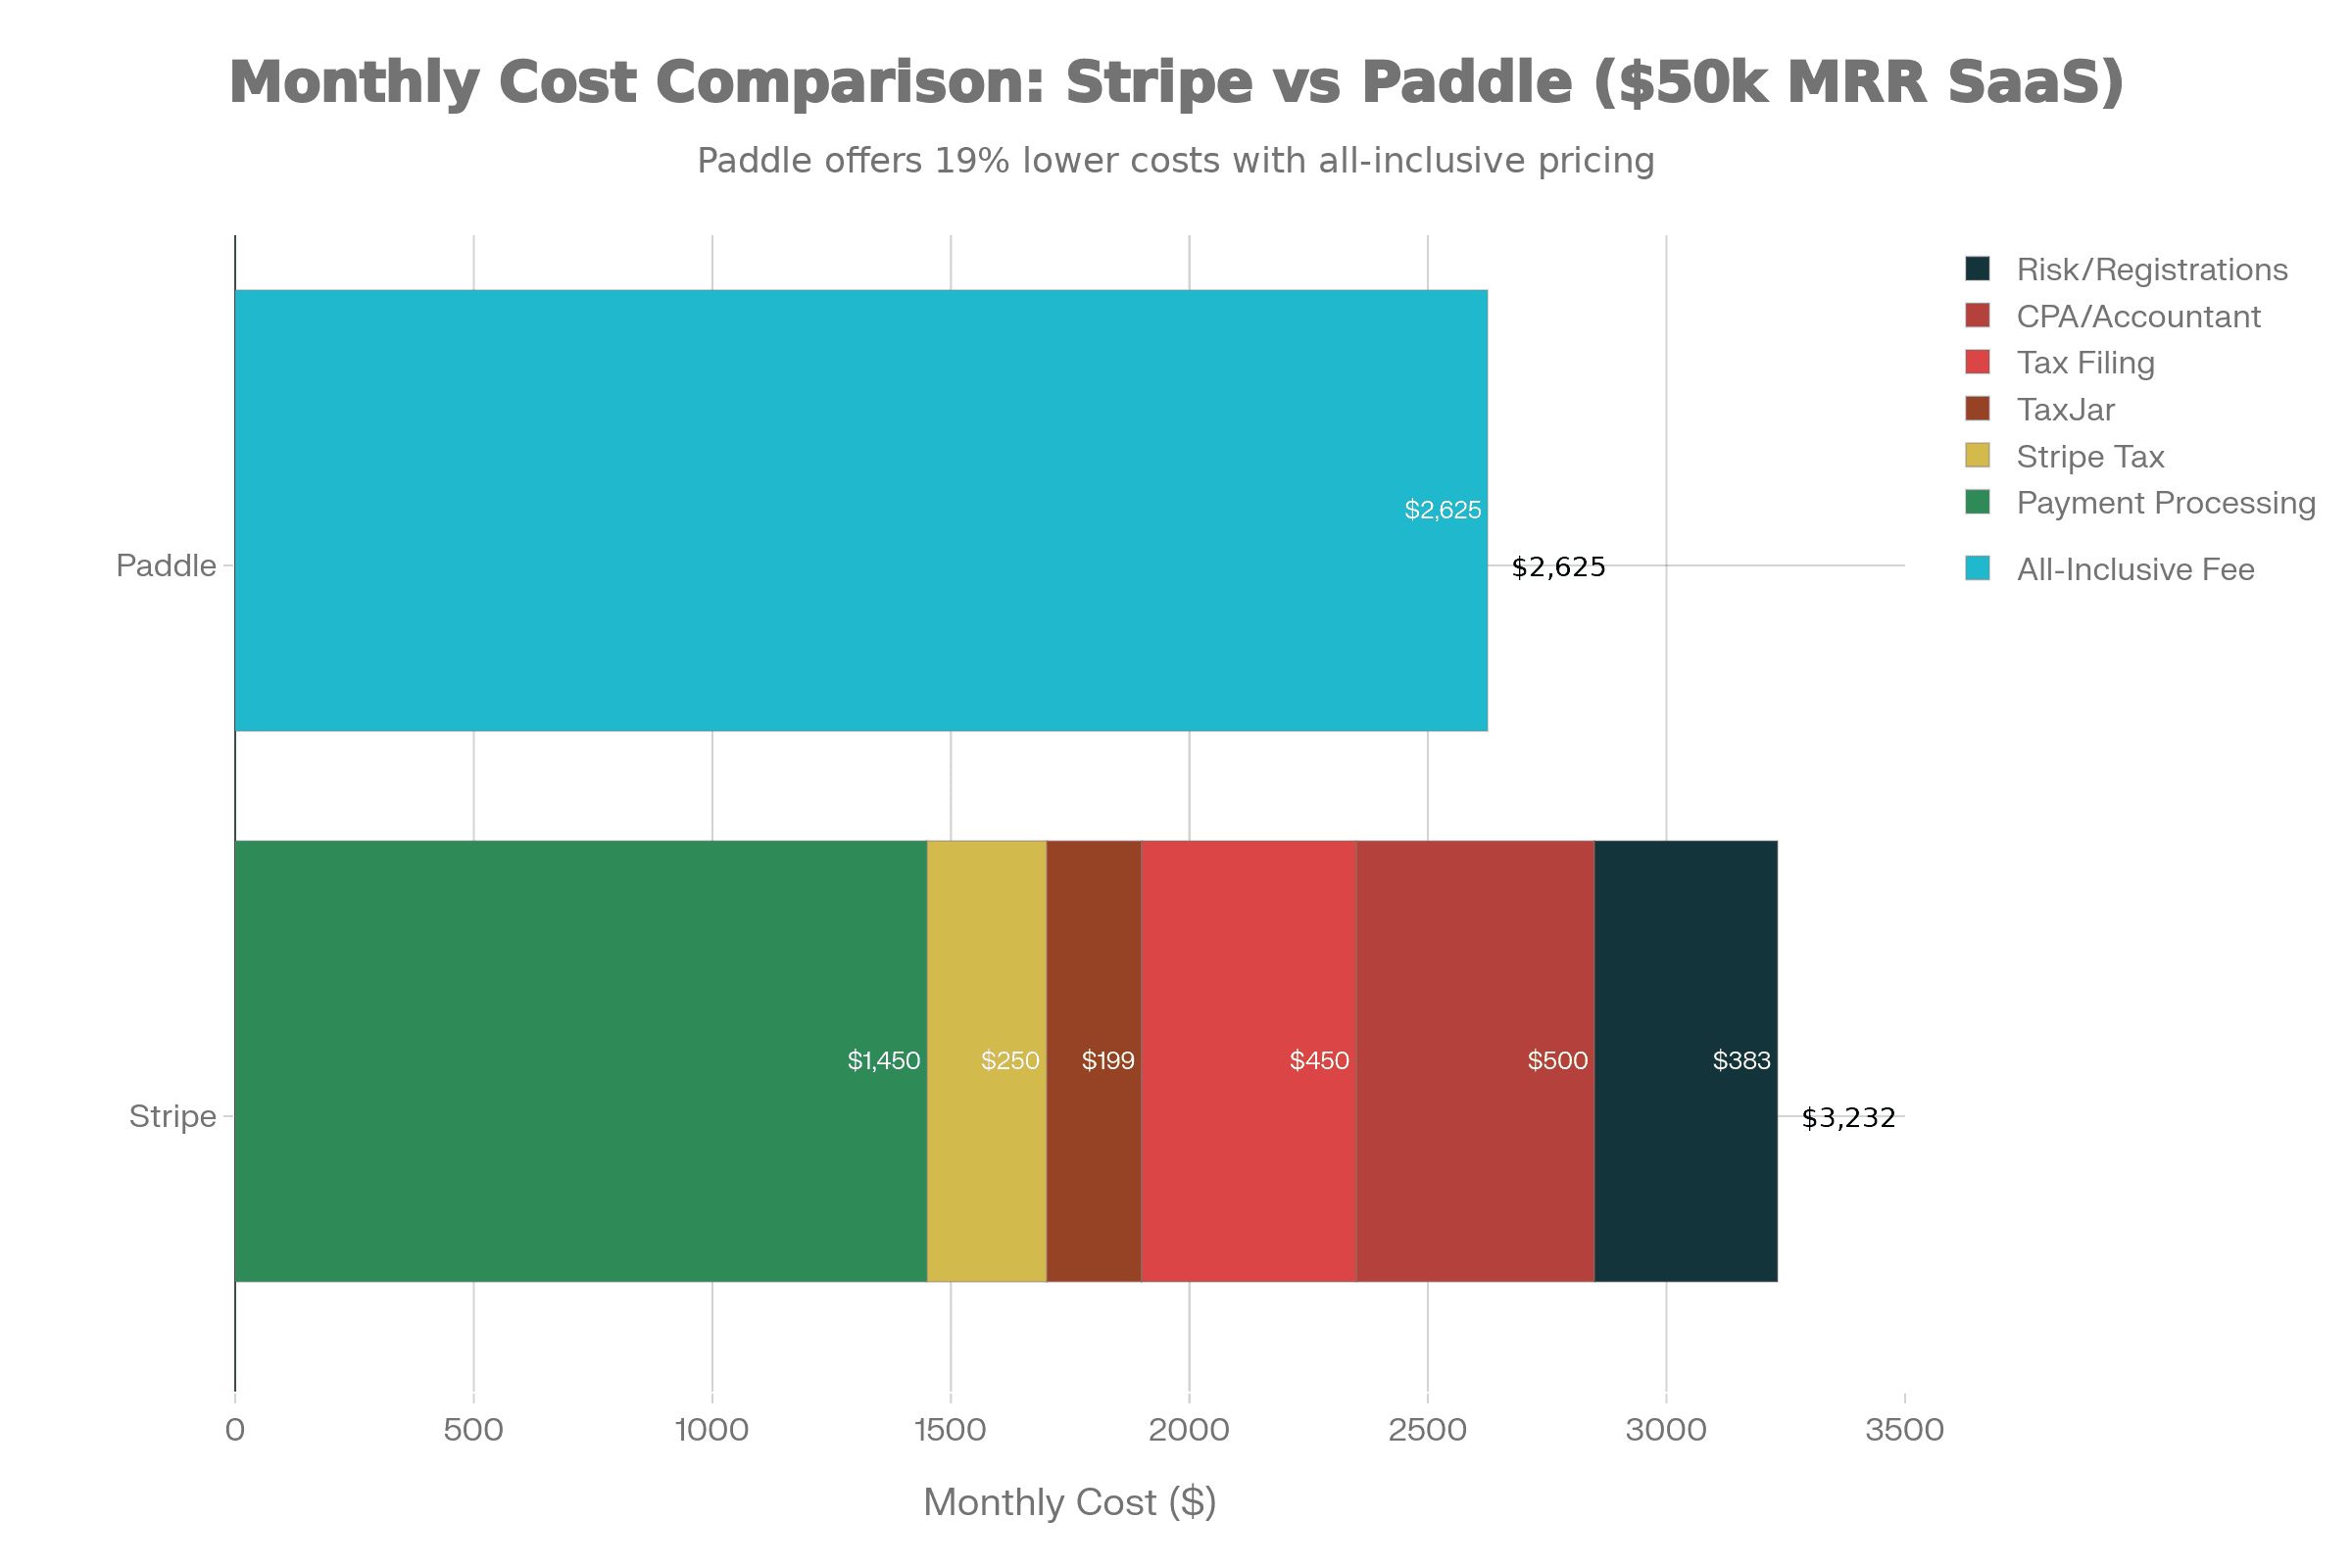 Monthly Cost Comparison: Stripe vs Paddle ($50k MRR SaaS)
Paddle offers 19% lower costs with all-inclusive pricing
Risk/Registrations
CPA/Accountant
Tax Filing
TaxJar
Stripe Tax
Payment Processing
All-Inclusive Fee
$2,625
Paddle
$2,625
$1,450 $250 $199 $450 $500 $383
Stripe
$3,232
0 500 1000 1500 2000 2500 3000 3500
Monthly Cost ($)